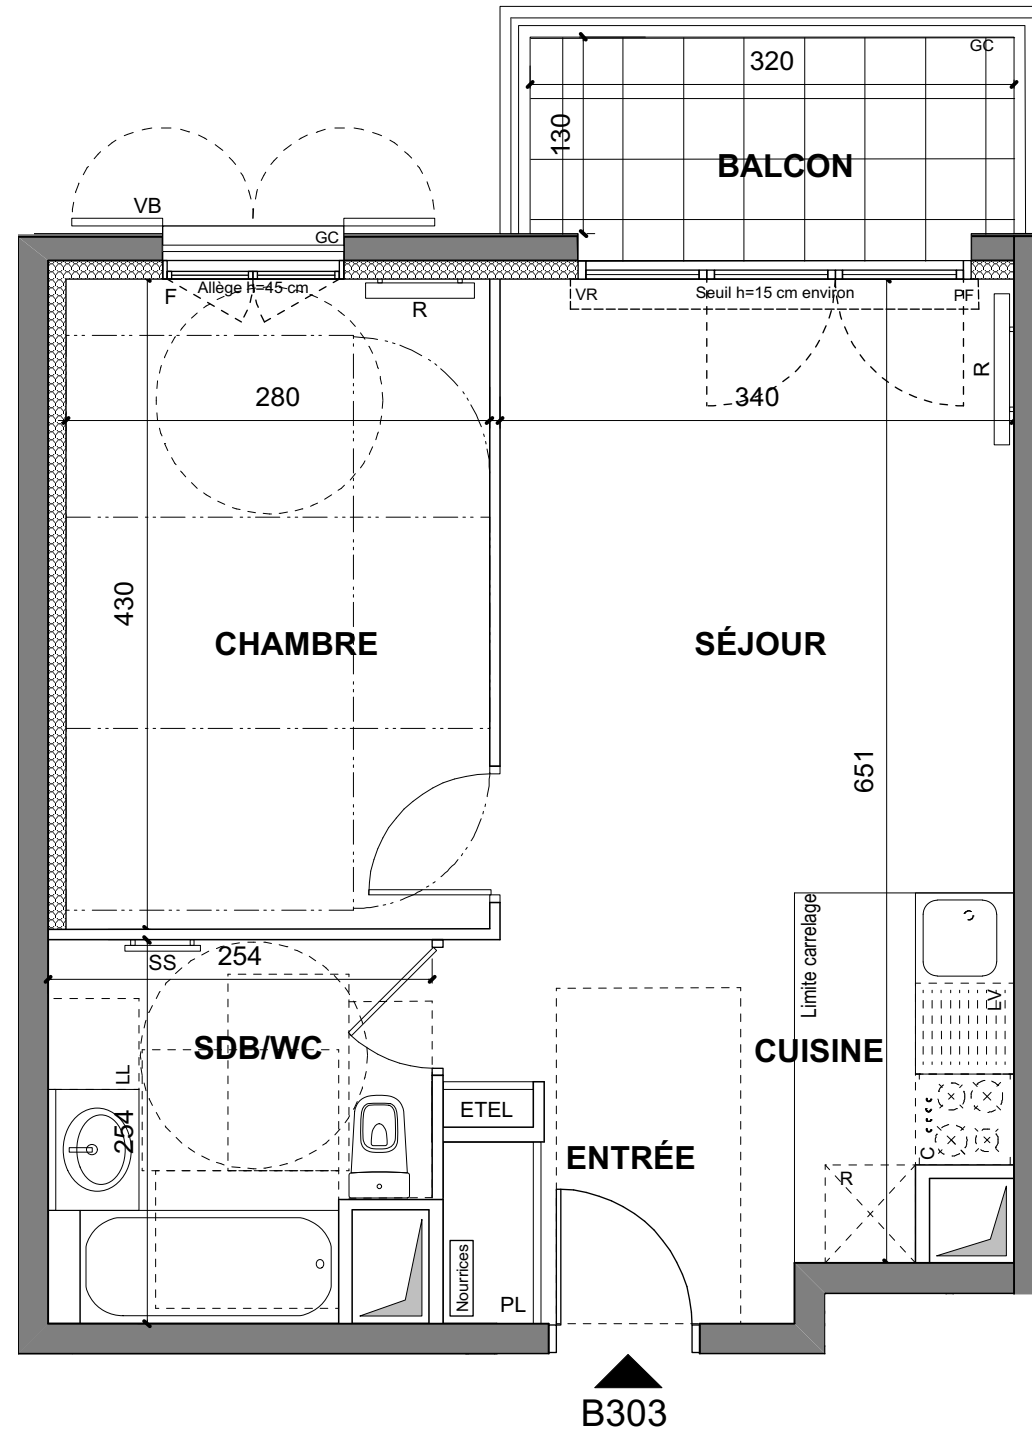 GC
320
130
BALCON
VB
GC
F
Allège h=45 cm
R
VR
Seuil h=15 cm environ
PF
R
280
340
430
CHAMBRE
SÉJOUR
651
Limite carrelage
SS
254
LV
SDB/WC
CUISINE
LL
254
ETEL
C
ENTRÉE
R
Nourrices
PL
B303